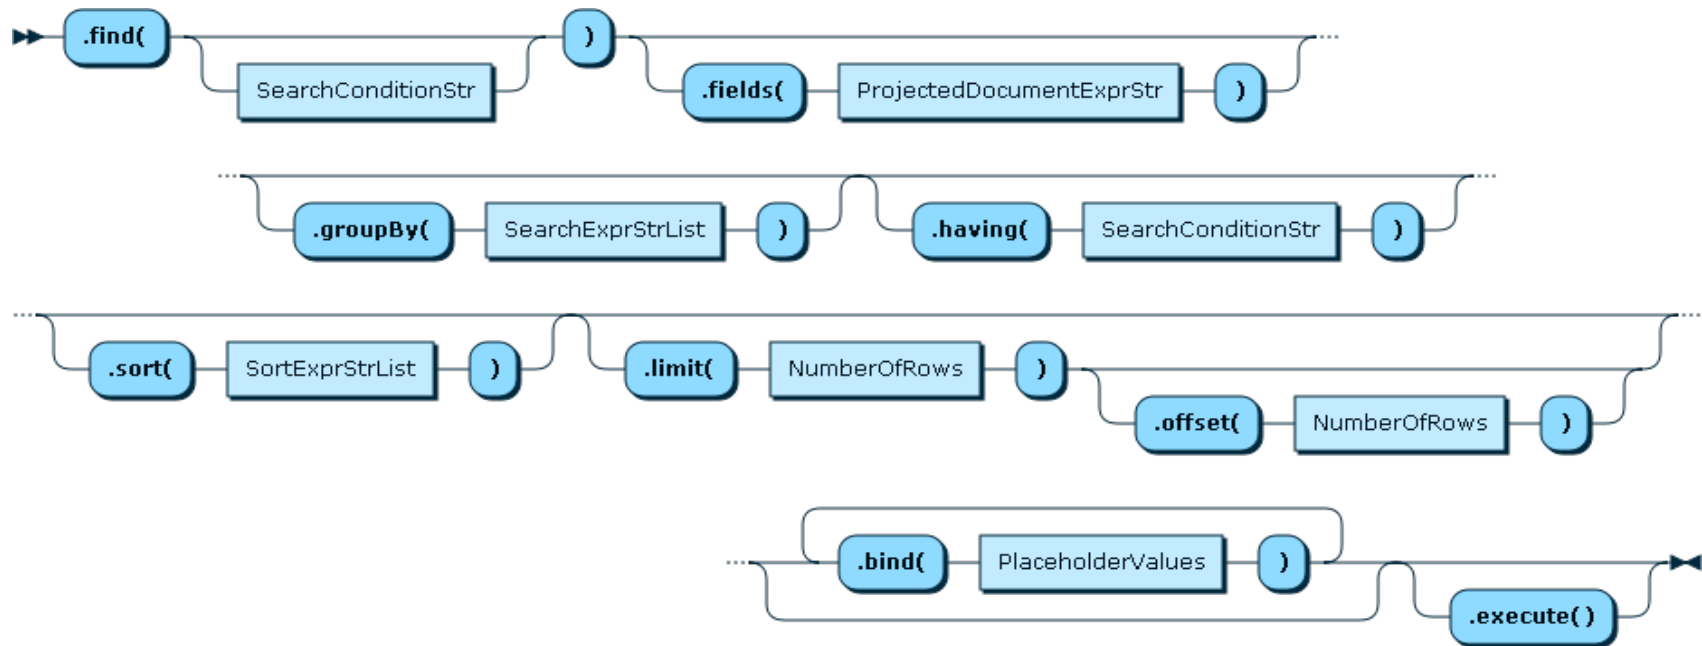 .find( )
SearchConditionStr .fields( ProjectedDocumentExprStr )
.groupBy( SearchExprStrList ) .having( SearchConditionStr )
.sort( SortExprStrList ) .limit( NumberOfRows )
.offset( NumberOfRows )
.bind( PlaceholderValues )
.execute()